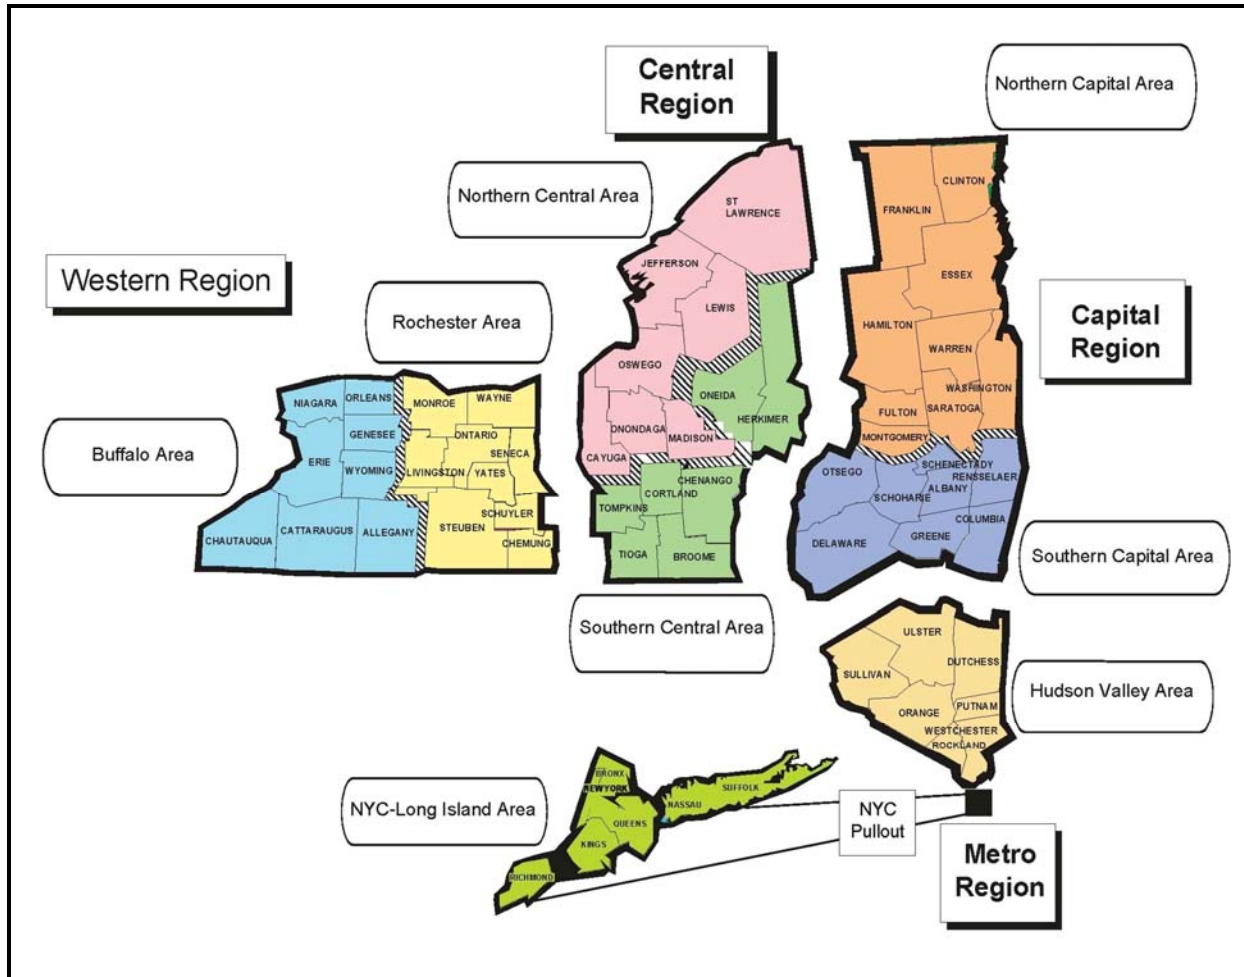 Central
Region
Northern Capital Area
Northern Central Area
Western Region
Rochester Area
Buffalo Area
Capital
Region
Southern Capital Area
Southern Central Area
Hudson Valley Area
NYC-Long Island Area
NYC
Pullout
Metro
Region
NIAGARA
ORLEANS
GENESEE
ERIE
WYOMING
CHAUTAUQUA
CATTARAUGUS
ALLEGANY
MONROE
WAYNE
ONTARIO
SENECA
LIVINGSTON
YATES
SCHUYLER
STEUBEN
CHEMUNG
ST
LAWRENCE
JEFFERSON
LEWIS
OSWEGO
ONEIDA
HERKIMER
ONONDAGA
MADISON
CAYUGA
CHENANGO
CORTLAND
TOMPKINS
TIOGA
BROOME
CLINTON
FRANKLIN
ESSEX
HAMILTON
WARREN
WASHINGTON
FULTON
SARATOGA
MONTGOMERY
OTSEGO
SCHENECTADY
RENSSELAER
ALBANY
SCHOHARIE
COLUMBIA
GREENE
DELAWARE
ULSTER
DUTCHESS
SULLIVAN
ORANGE
PUTNAM
WESTCHESTER
ROCKLAND
BRONX
NEWYORK
SUFFOLK
NASSAU
QUEENS
KINGS
RICHMOND